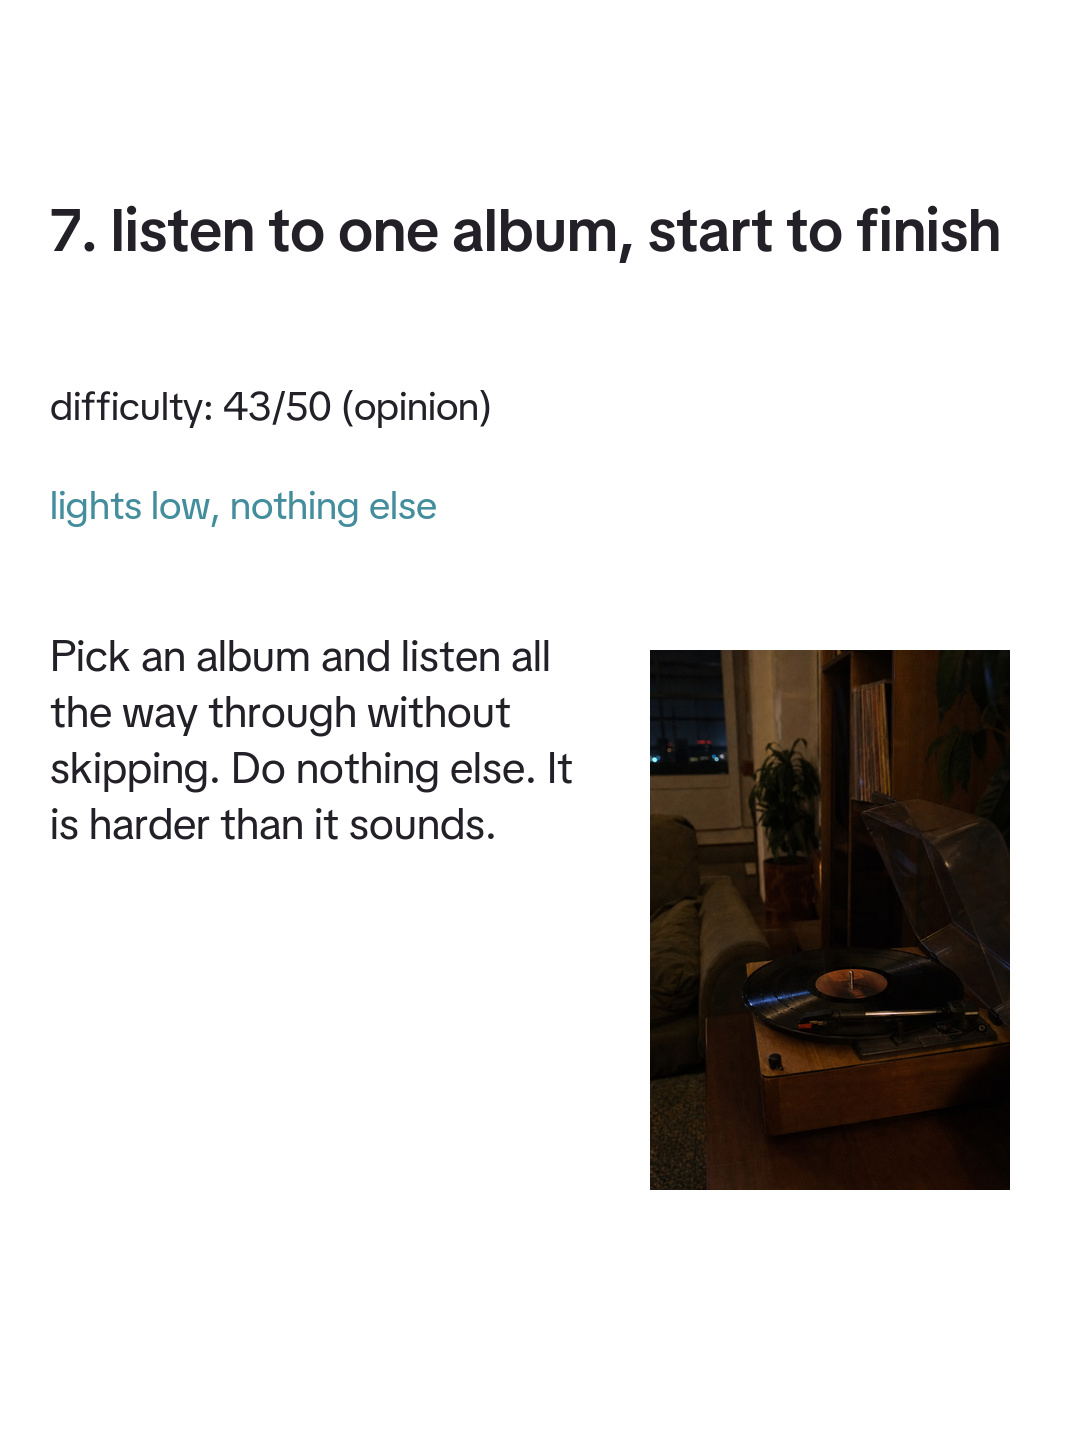 7. listen to one album, start to finish
difficulty: 43/50 (opinion)
lights low, nothing else
Pick an album and listen all
the way through without
skipping. Do nothing else. It
is harder than it sounds.